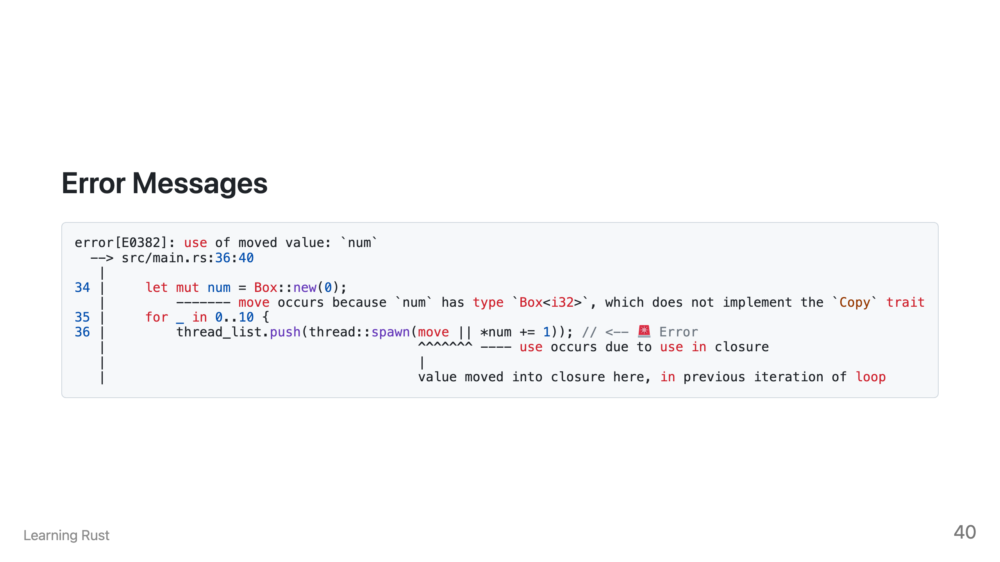 Error Messages
error[E0382]: use of moved value: `num`
  --> src/main.rs:36:40
   |
34 |     let mut num = Box::new(0);
   |         ------- move occurs because `num` has type `Box<i32>`, which does not implement the `Copy` trait
35 |     for _ in 0..10 {
36 |         thread_list.push(thread::spawn(move || *num += 1)); // <-- 🚨 Error
   |                                        ^^^^^^^ ---- use occurs due to use in closure
   |                                        |
   |                                        value moved into closure here, in previous iteration of loop
Learning Rust
40